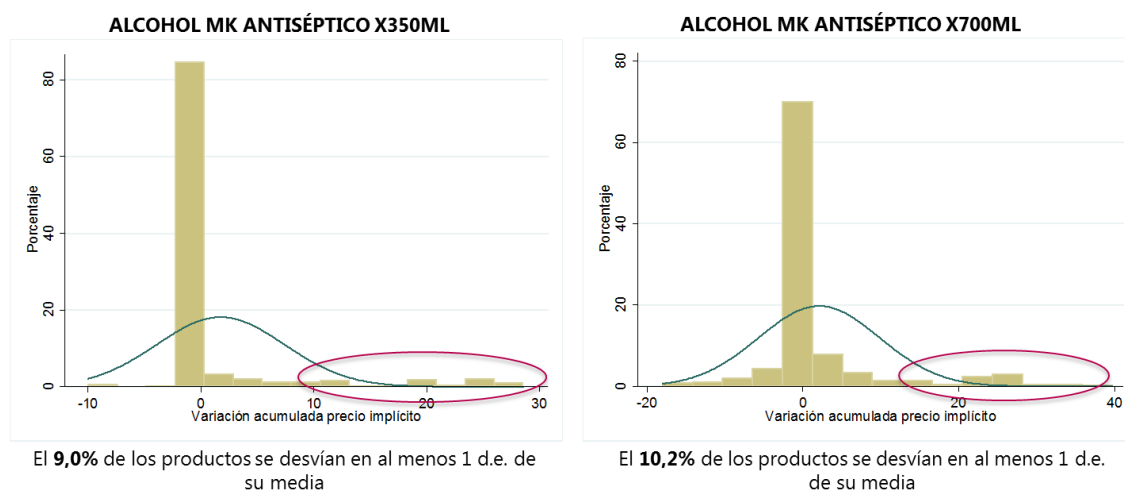 ALCOHOL MK ANTISÉPTICO X350ML
Porcentaje
80
60
40
20
0
-10
0
10
20
30
Variación acumulada precio implícito
El 9,0% de los productos se desvían en al menos 1 d.e. de
su media
ALCOHOL MK ANTISÉPTICO X700ML
Porcentaje
80
60
40
20
0
-20
0
20
40
Variación acumulada precio implícito
El 10,2% de los productos se desvían en al menos 1 d.e.
de su media